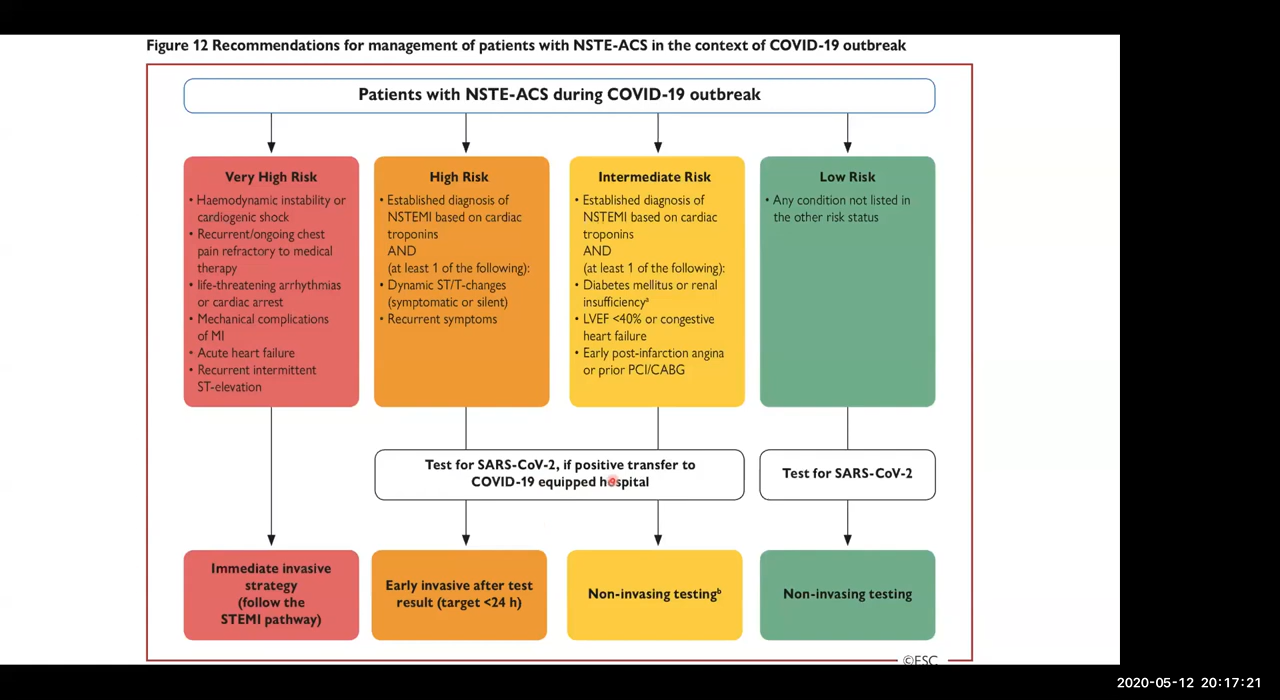 Figure 12 Recommendations for management of patients with NSTE-ACS in the context of COVID-19 outbreak
Patients with NSTE-ACS during COVID-19 outbreak
Very High Risk
• Haemodynamic instability or
cardiogenic shock
• Recurrent/ongoing chest
pain refractory to medical
therapy
• life-threatening arrhythmias
or cardiac arrest
• Mechanical complications
of MI
• Acute heart failure
• Recurrent intermittent
ST-elevation
High Risk
• Established diagnosis of
NSTEMI based on cardiac
troponins
AND
(at least 1 of the following):
• Dynamic ST/T-changes
(symptomatic or silent)
• Recurrent symptoms
Intermediate Risk
• Established diagnosis of
NSTEMI based on cardiac
troponins
AND
(at least 1 of the following):
• Diabetes mellitus or renal
insufficiencyᵃ
• LVEF <40% or congestive
heart failure
• Early post-infarction angina
or prior PCI/CABG
Low Risk
• Any condition not listed in
the other risk status
Test for SARS-CoV-2, if positive transfer to
COVID-19 equipped hospital
Test for SARS-CoV-2
Immediate invasive
strategy
(follow the
STEMI pathway)
Early invasive after test
result (target <24 h)
Non-invasing testingᵇ
Non-invasing testing
©ESC
2020-05-12 20:17:21